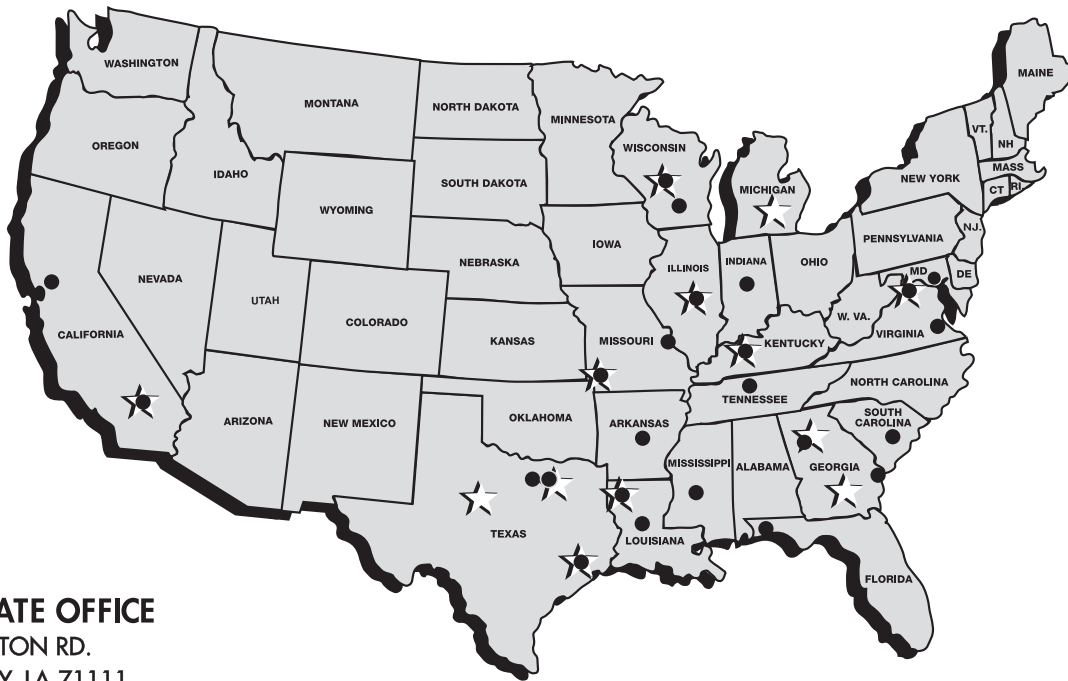 WASHINGTON
MONTANA
NORTH DAKOTA
MINNESOTA
MAINE
OREGON
IDAHO
WISCONSIN
VT.
NH
SOUTH DAKOTA
MICHIGAN
NEW YORK
MASS
WYOMING
CT
RI.
IOWA
PENNSYLVANIA
NJ.
NEBRASKA
ILLINOIS
INDIANA
OHIO
MD
DE
NEVADA
UTAH
COLORADO
W. VA.
CALIFORNIA
KANSAS
MISSOURI
KENTUCKY
VIRGINIA
NORTH CAROLINA
TENNESSEE
ARIZONA
NEW MEXICO
OKLAHOMA
ARKANSAS
SOUTH
CAROLINA
MISSISSIPPI
ALABAMA
GEORGIA
TEXAS
LOUISIANA
FLORIDA
ATE OFFICE
TON RD.
Y, LA 71111